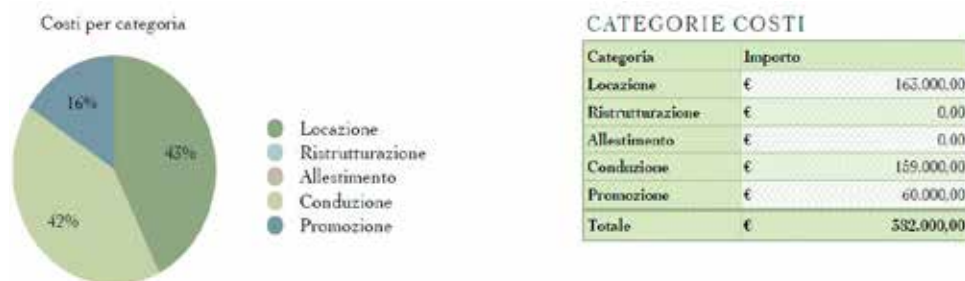 Costi per categoria
16%
43%
42%
Locazione
Ristrutturazione
Allestimento
Conduzione
Promozione
CATEGORIE COSTI
Categoria Importo
Locazione € 163.000,00
Ristrutturazione € 0,00
Allestimento € 0,00
Conduzione € 159.000,00
Promozione € 60.000,00
Totale € 382.000,00